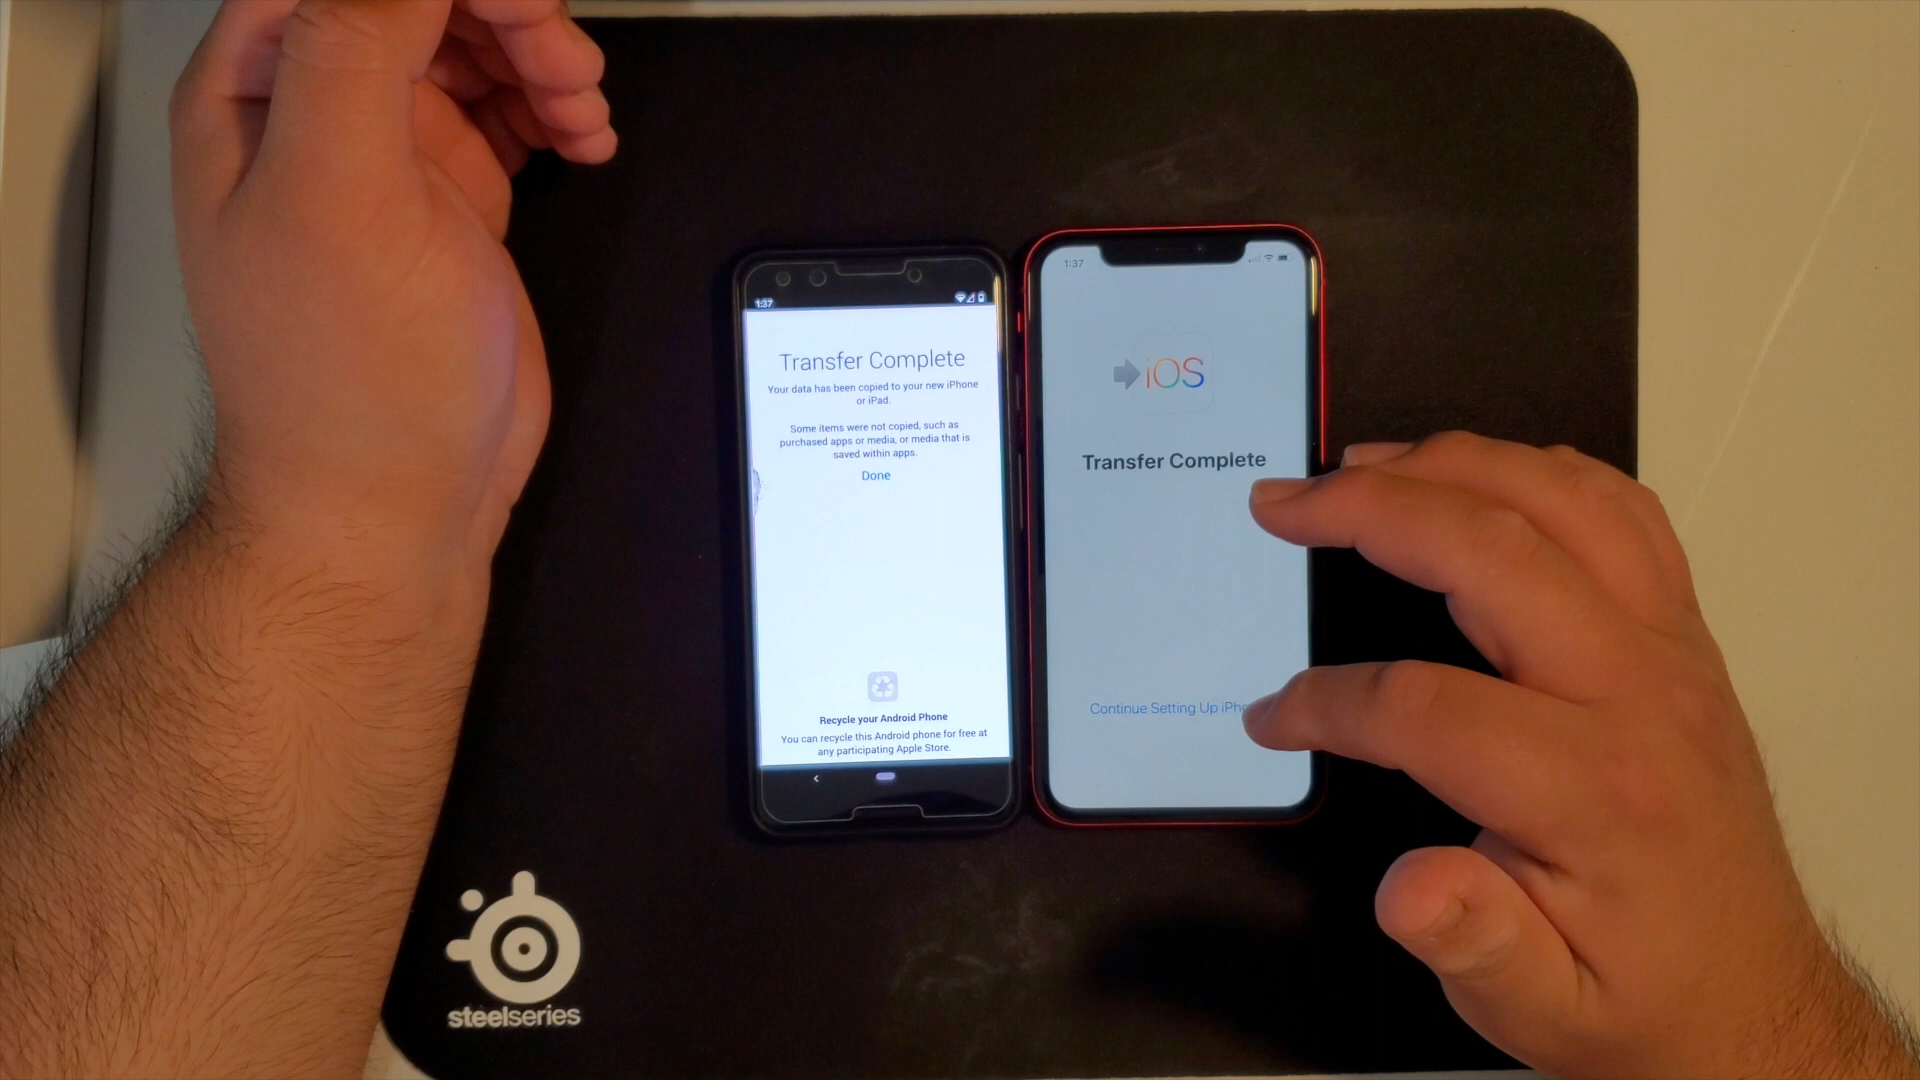 1:37
Transfer Complete
Your data has been copied to your new iPhone
or iPad.
Some items were not copied, such as
purchased apps or media, or media that is
saved within apps.
Done
Recycle your Android Phone
You can recycle this Android phone for free at
any participating Apple Store.
1:37
iOS
Transfer Complete
Continue Setting Up iPho
steelseries